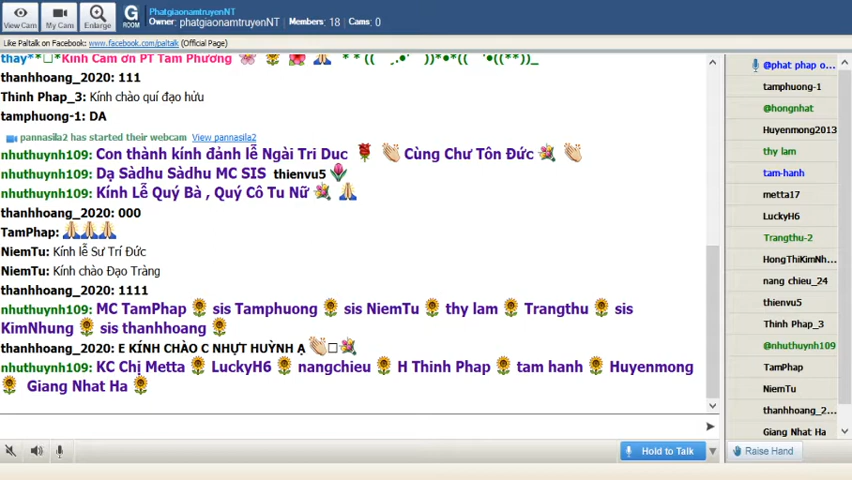 PhatgiaonamtruyenNT
Owner: phatgiaonamtruyenNT Members: 18 Cams: 0
View Cam My Cam Enlarge G ROOM
Like Paltalk on Facebook: www.facebook.com/paltalk (Official Page)
thay**Kính Cảm ơn PT Tam Phương
thanhhoang_2020: 111
Thinh Phap_3: Kính chào quí đạo hửu
tamphuong-1: DA
pannasila2 has started their webcam View pannasila2
nhuthuynh109: Con thành kính đảnh lễ Ngài Tri Duc Cùng Chư Tôn Đức
nhuthuynh109: Dạ Sàdhu Sàdhu MC SIS thienvu5
nhuthuynh109: Kính Lễ Quý Bà , Quý Cô Tu Nữ
thanhhoang_2020: 000
TamPhap:
NiemTu: Kính lễ Sư Trí Đức
NiemTu: Kính chào Đạo Tràng
thanhhoang_2020: 1111
nhuthuynh109: MC TamPhap sis Tamphuong sis NiemTu thy lam Trangthu sis
KimNhung sis thanhhoang
thanhhoang_2020: E KÍNH CHÀO C NHỰT HUỲNH Ạ
nhuthuynh109: KC Chị Metta LuckyH6 nangchieu H Thinh Phap tam hanh Huyenmong
Giang Nhat Ha
Hold to Talk
@phat phap o...
tamphuong-1
@hongnhat
Huyenmong2013
thy lam
tam-hanh
metta17
LuckyH6
Trangthu-2
HongThiKimNh...
nang chieu_24
thienvu5
Thinh Phap_3
@nhuthuynh109
TamPhap
NiemTu
thanhhoang_2...
Giang Nhat Ha
Raise Hand